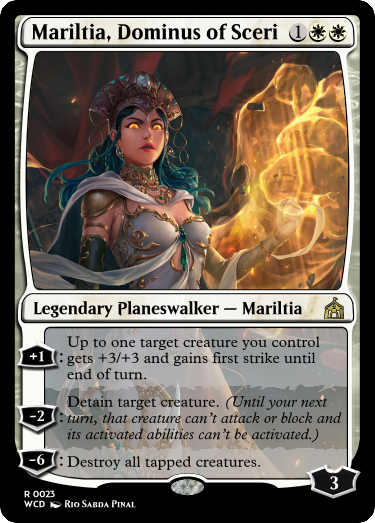 Mariltia, Dominus of Sceri 1
Legendary Planeswalker — Mariltia
+1: Up to one target creature you control
gets +3/+3 and gains first strike until
end of turn.
-2: Detain target creature. (Until your next
turn, that creature can't attack or block and
its activated abilities can't be activated.)
-6: Destroy all tapped creatures.
3
R 0023
WCD Rio Sabda Pinal